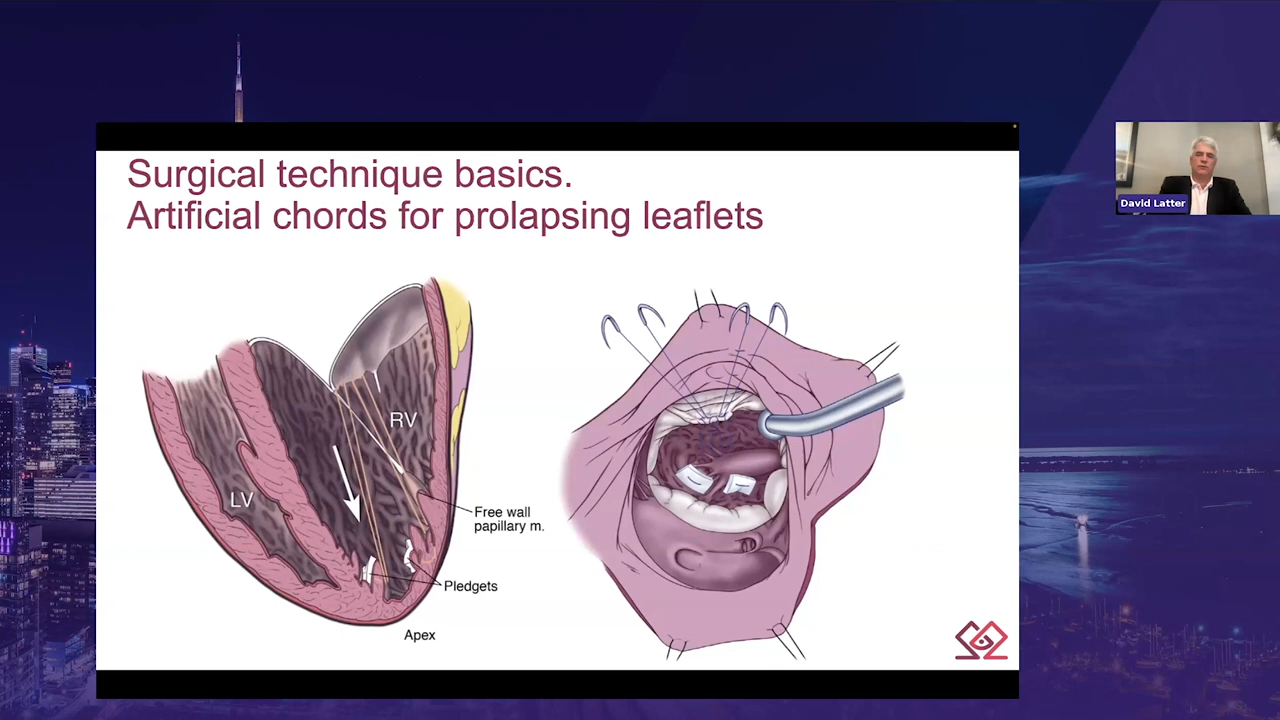 Surgical technique basics.
Artificial chords for prolapsing leaflets
David Latter
RV
LV
Free wall
papillary m.
Pledgets
Apex